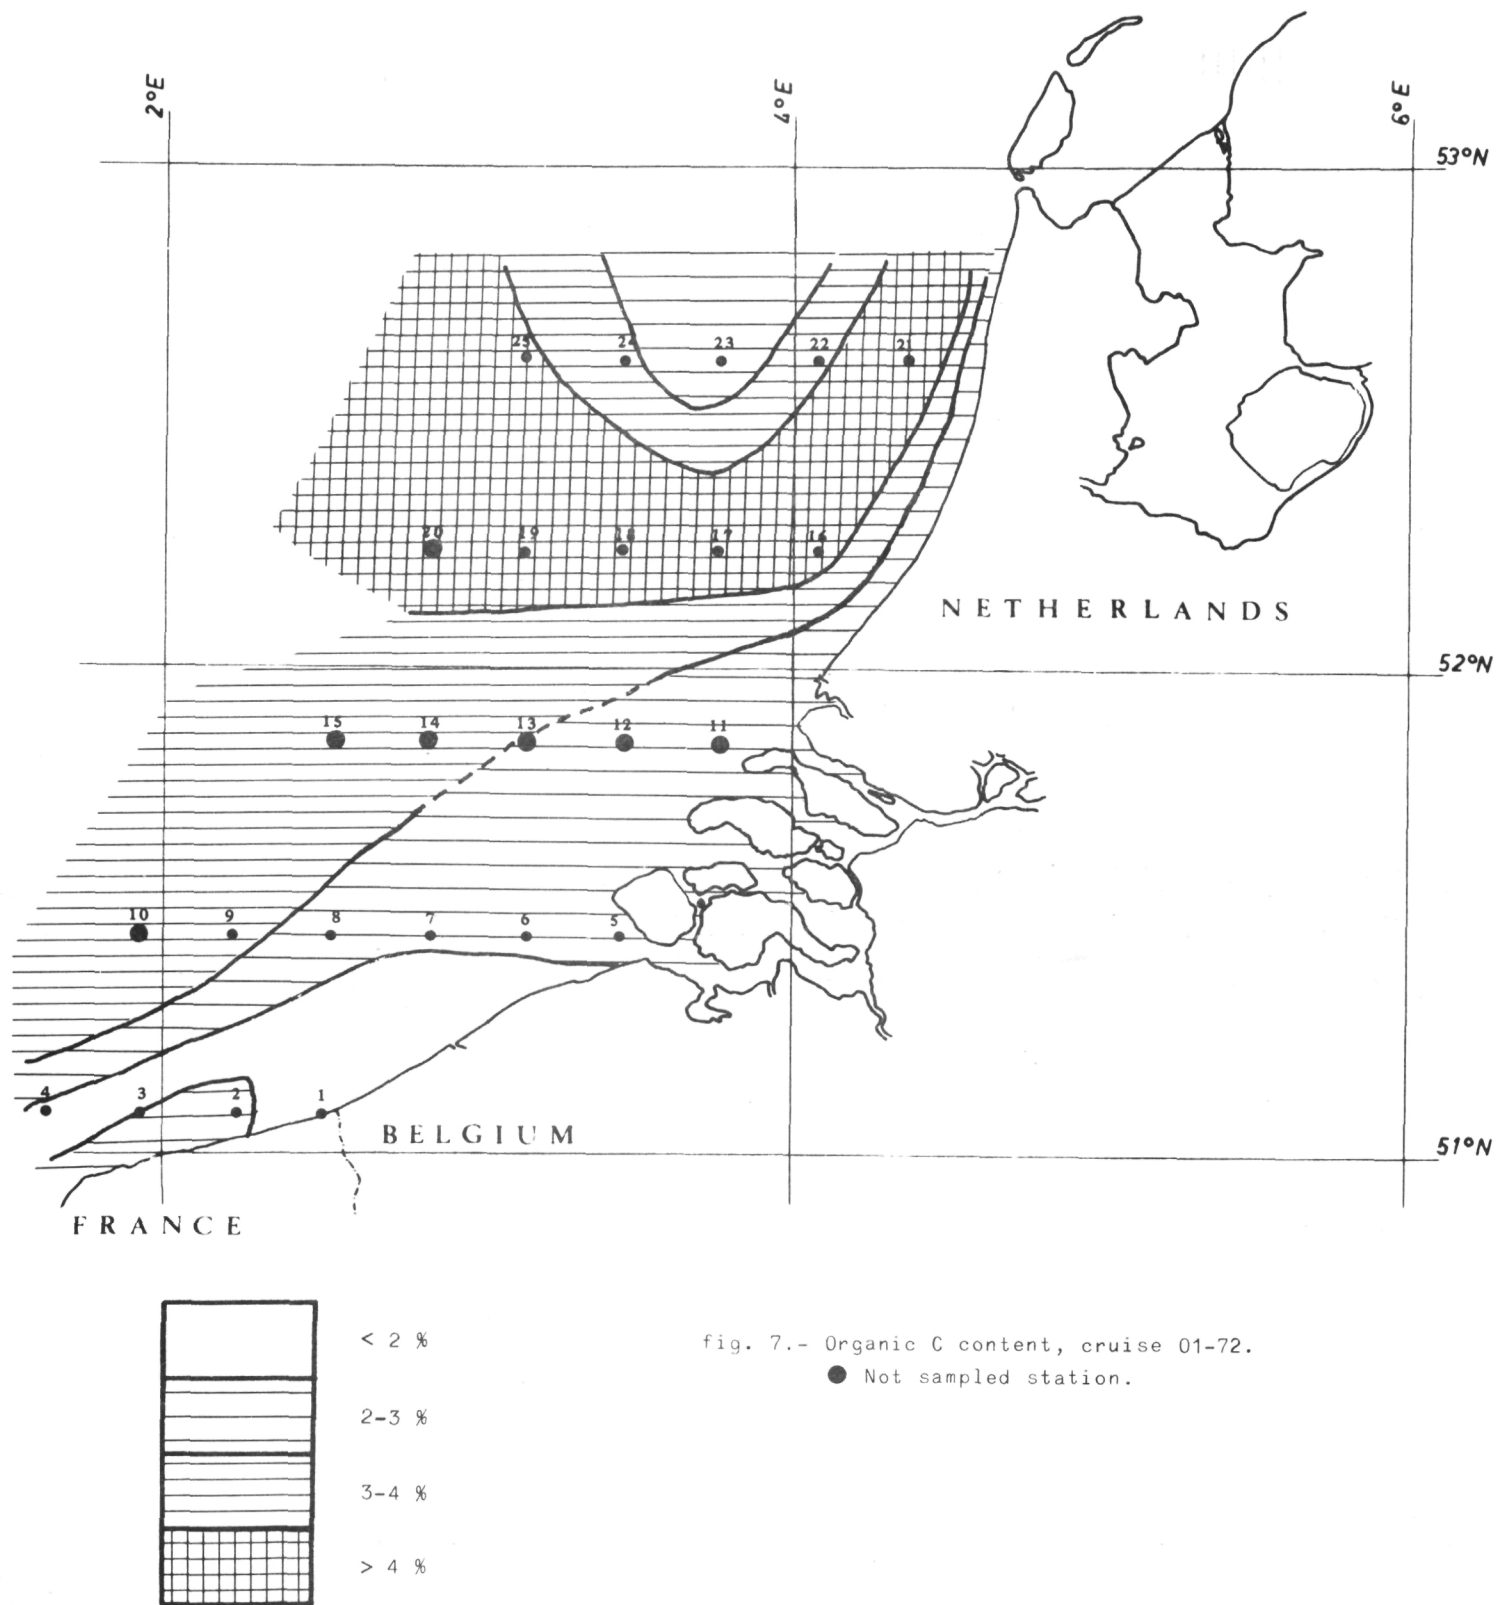 2°E
4°E
6°E
53°N
25 24 23 22 21
20 19 18 17 16
NETHERLANDS
52°N
15 14 13 12 11
10 9 8 7 6 5
4 3 2 1
BELGIUM
51°N
FRANCE
< 2 %
2-3 %
3-4 %
> 4 %
fig. 7.- Organic C content, cruise 01-72.
● Not sampled station.